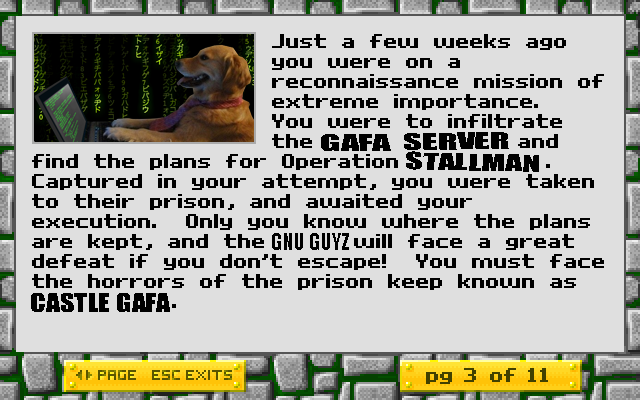 Just a few weeks ago
you were on a
reconnaissance mission of
extreme importance.
You were to infiltrate
the GAFA SERVER and
find the plans for Operation STALLMAN.
Captured in your attempt, you were taken
to their prison, and awaited your
execution. Only you know where the plans
are kept, and the GNU GUYZ will face a great
defeat if you don't escape! You must face
the horrors of the prison keep known as
CASTLE GAFA.
PAGE ESC EXITS
pg 3 of 11